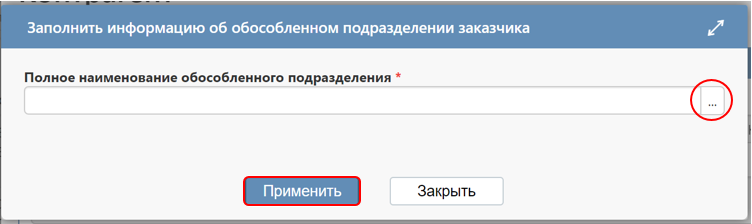 Заполнить информацию об обособленном подразделении заказчика
Полное наименование обособленного подразделения *
...
Применить Закрыть